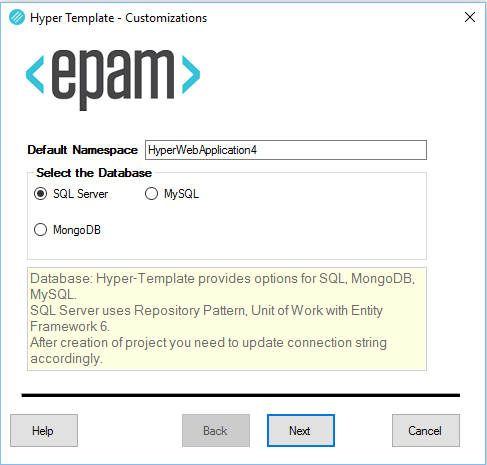 Hyper Template - Customizations
<epam>
Default Namespace HyperWebApplication4
Select the Database
SQL Server MySQL
MongoDB
Database: Hyper-Template provides options for SQL, MongoDB,
MySQL.
SQL Server uses Repository Pattern, Unit of Work with Entity
Framework 6.
After creation of project you need to update connection string
accordingly.
Help Back Next Cancel